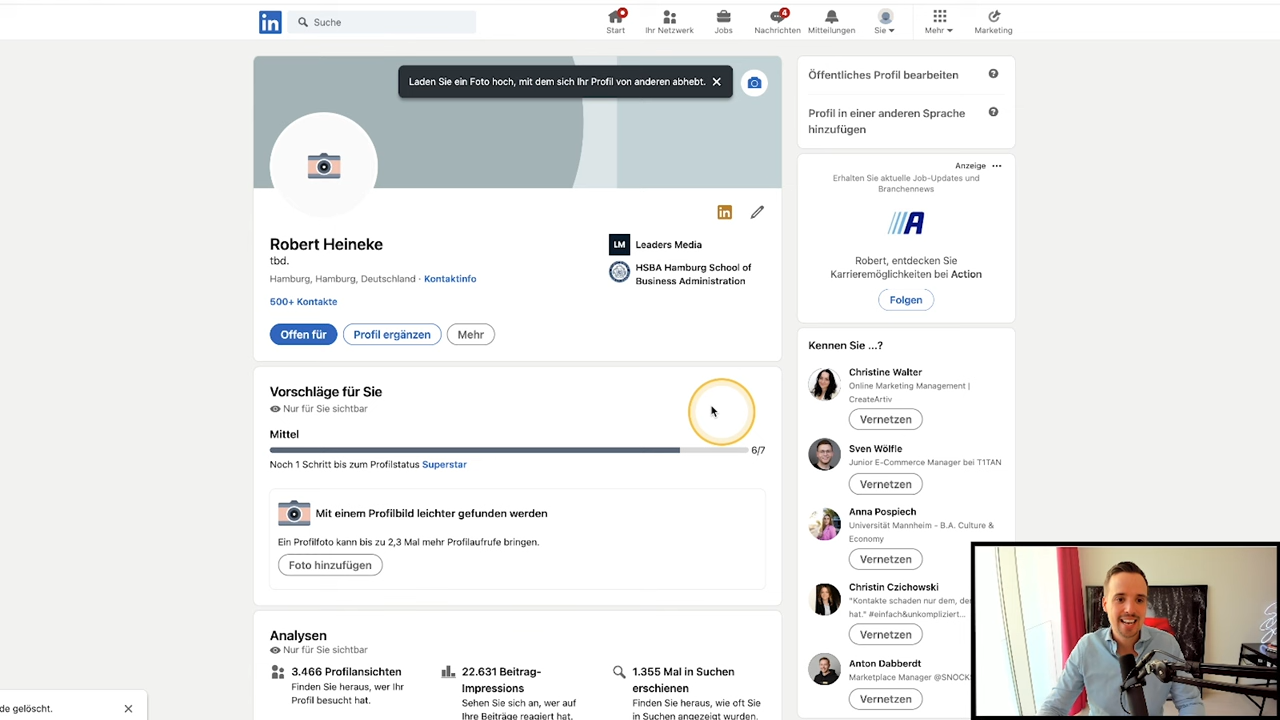 in
Suche
Start
Ihr Netzwerk
Jobs
4
Nachrichten
Mitteilungen
Sie
Mehr
Marketing
Laden Sie ein Foto hoch, mit dem sich Ihr Profil von anderen abhebt.
in
Robert Heineke
tbd.
Hamburg, Hamburg, Deutschland · Kontaktinfo
500+ Kontakte
LM Leaders Media
HSBA Hamburg School of
Business Administration
Offen für
Profil ergänzen
Mehr
Vorschläge für Sie
Nur für Sie sichtbar
Mittel
6/7
Noch 1 Schritt bis zum Profilstatus Superstar
Mit einem Profilbild leichter gefunden werden
Ein Profilfoto kann bis zu 2,3 Mal mehr Profilaufrufe bringen.
Foto hinzufügen
Analysen
Nur für Sie sichtbar
3.466 Profilansichten
Finden Sie heraus, wer Ihr
Profil besucht hat.
22.631 Beitrag-
Impressions
Sehen Sie sich an, wer auf
Ihre Beiträge reagiert hat.
1.355 Mal in Suchen
erschienen
Finden Sie heraus, wie oft Sie
in Suchen angezeigt wurden.
de gelöscht.
Öffentliches Profil bearbeiten
?
Profil in einer anderen Sprache
hinzufügen
?
Anzeige
Erhalten Sie aktuelle Job-Updates und
Branchennews
A
Robert, entdecken Sie
Karrieremöglichkeiten bei Action
Folgen
Kennen Sie ...?
Christine Walter
Online Marketing Management |
CreateArtiv
Vernetzen
Sven Wölfle
Junior E-Commerce Manager bei T1TAN
Vernetzen
Anna Pospiech
Universität Mannheim - B.A. Culture &
Economy
Vernetzen
Christin Czichowski
"Kontakte schaden nur dem, de
hat." #einfach&unkompliziert...
Vernetzen
Anton Dabberdt
Marketplace Manager @SNOCK
Vernetzen